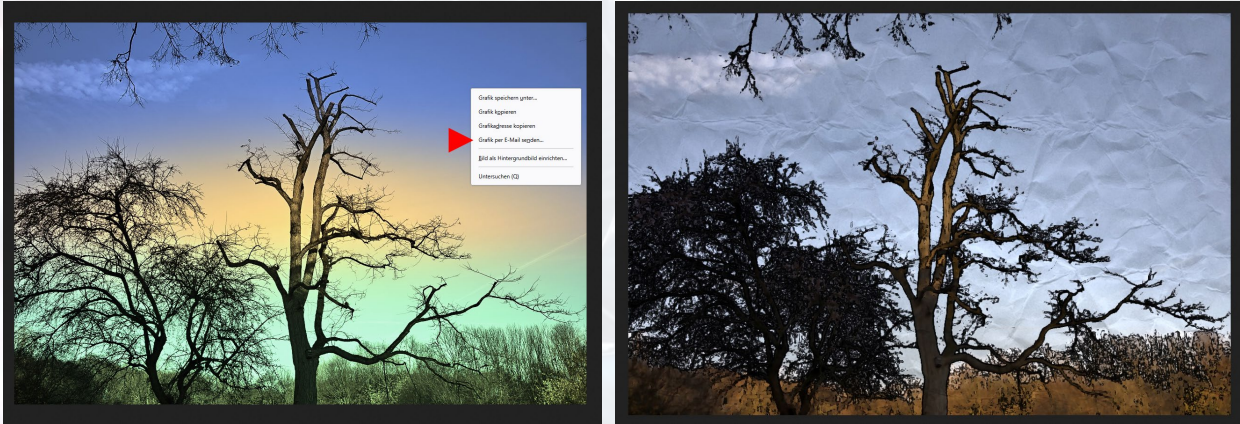 Grafik speichern unter...
Grafik kopieren
Grafikadresse kopieren
Grafik per E-Mail senden...
Bild als Hintergrundbild einrichten...
Untersuchen (Q)